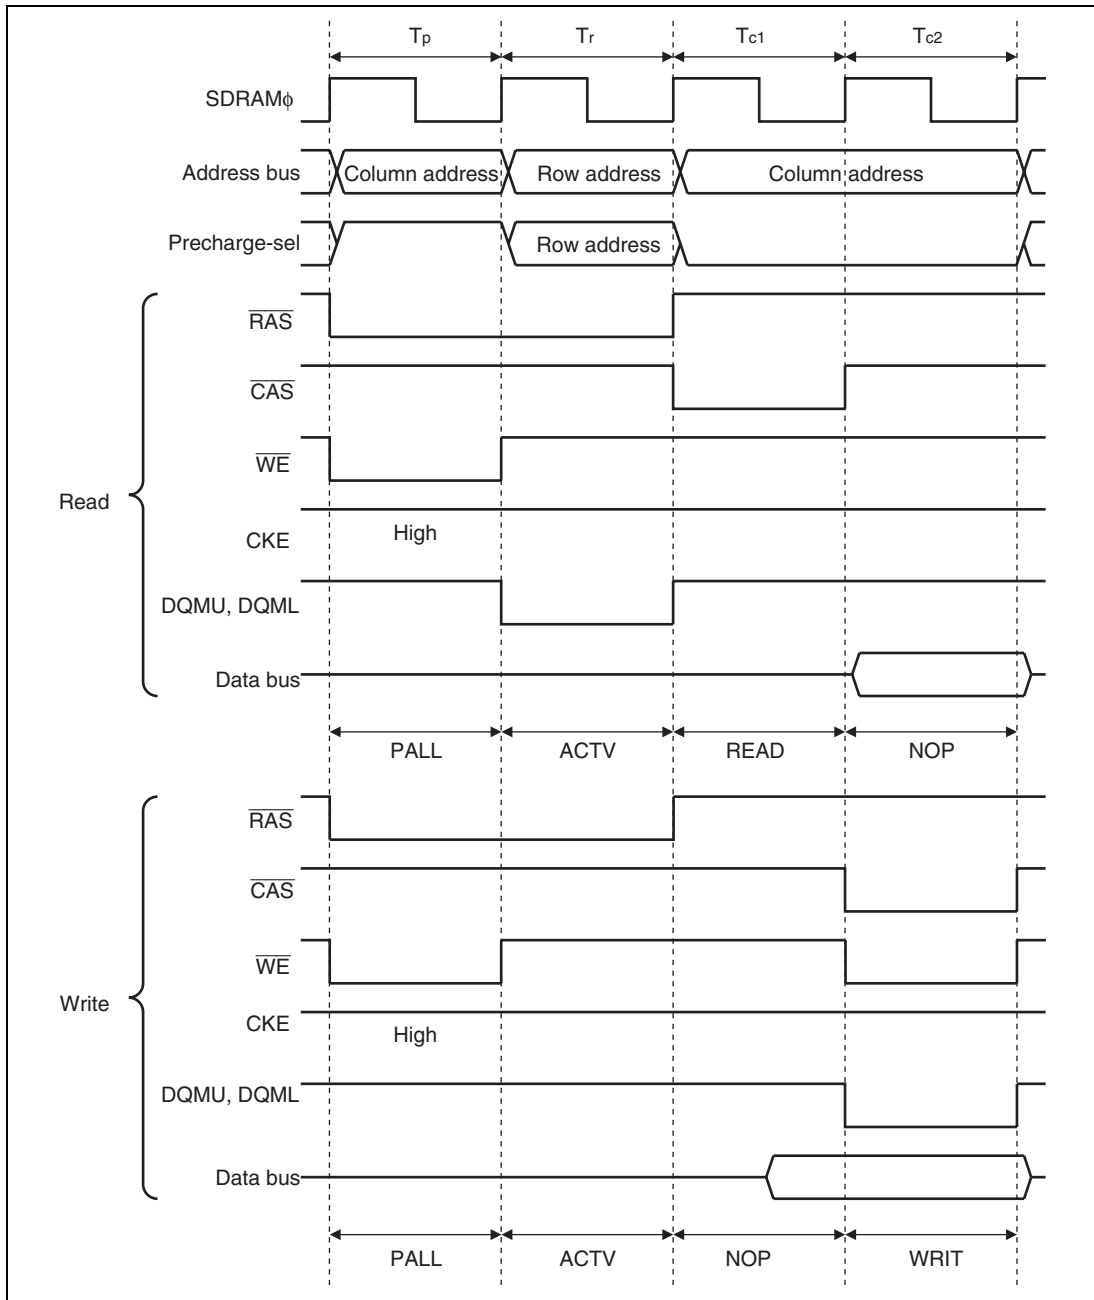 Tp Tr Tc1 Tc2
SDRAMϕ
Address bus Column address Row address Column address
Precharge-sel Row address
RAS
CAS
WE
Read
CKE High
DQMU, DQML
Data bus
PALL ACTV READ NOP
RAS
CAS
WE
Write
CKE High
DQMU, DQML
Data bus
PALL ACTV NOP WRIT